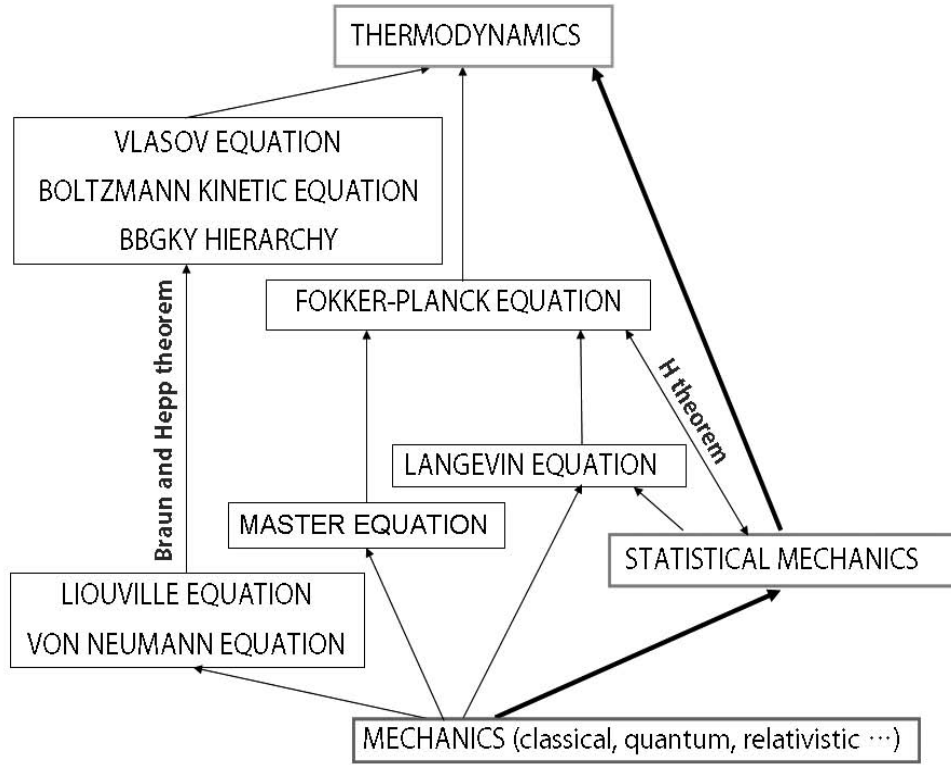 THERMODYNAMICS
VLASOV EQUATION
BOLTZMANN KINETIC EQUATION
BBGKY HIERARCHY
FOKKER-PLANCK EQUATION
Braun and Hepp theorem
H theorem
LANGEVIN EQUATION
MASTER EQUATION
STATISTICAL MECHANICS
LIOUVILLE EQUATION
VON NEUMANN EQUATION
MECHANICS (classical, quantum, relativistic ⋯)